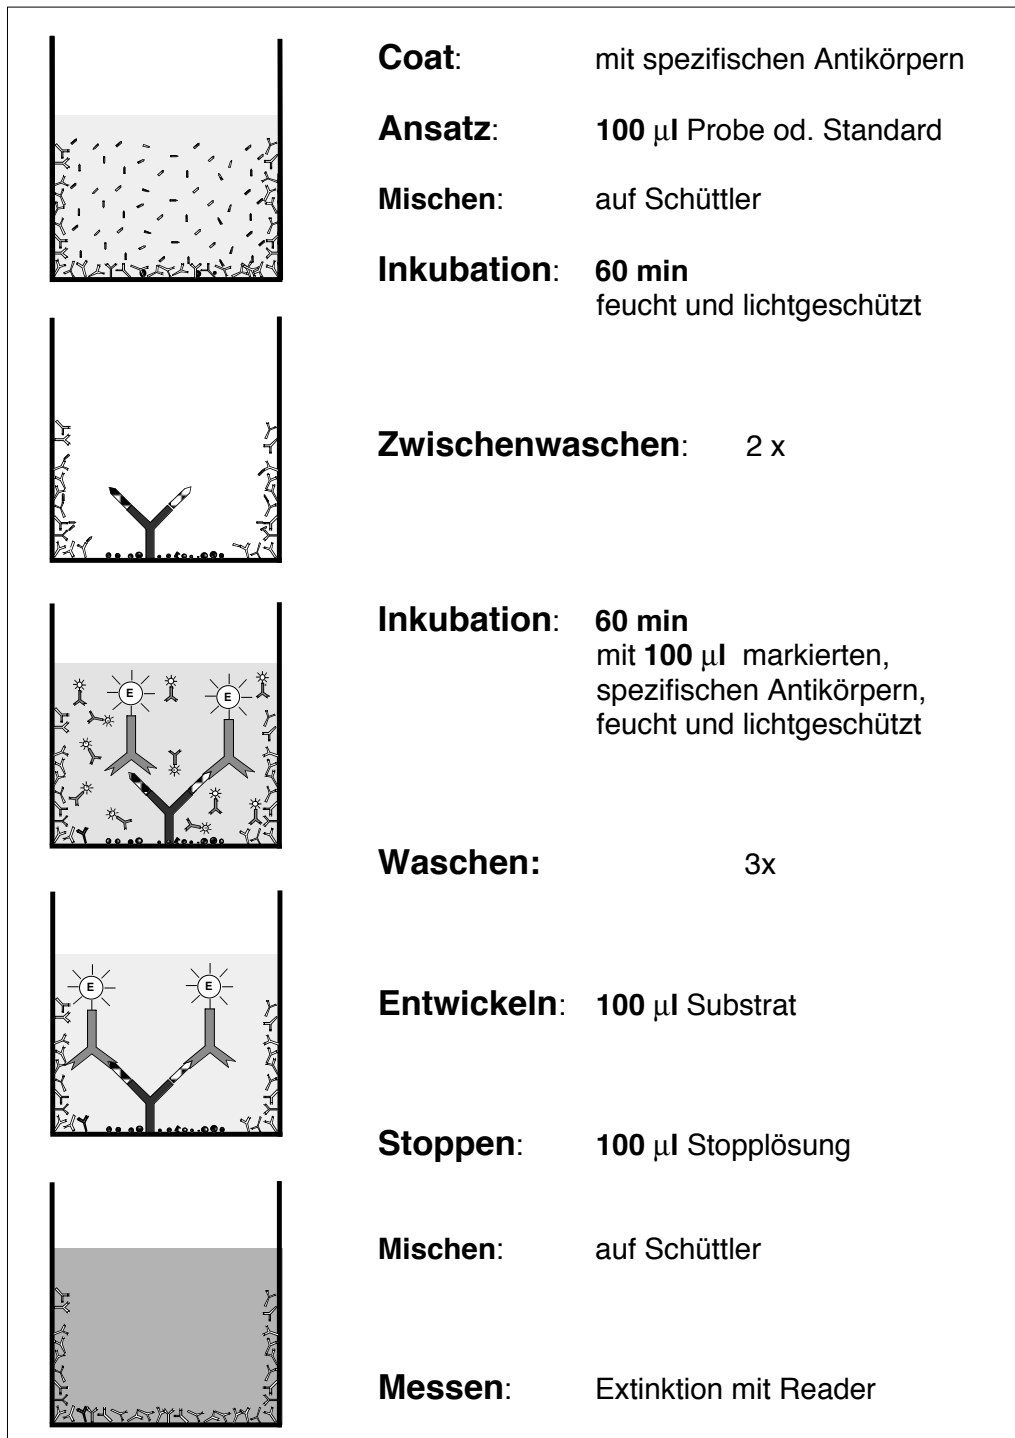 Coat: mit spezifischen Antikörpern
Ansatz: 100 µl Probe od. Standard
Mischen: auf Schüttler
Inkubation: 60 min
feucht und lichtgeschützt
Zwischenwaschen: 2 x
Inkubation: 60 min
mit 100 µl markierten,
spezifischen Antikörpern,
feucht und lichtgeschützt
E E
Waschen: 3x
E E
Entwickeln: 100 µl Substrat
Stoppen: 100 µl Stopplösung
Mischen: auf Schüttler
Messen: Extinktion mit Reader